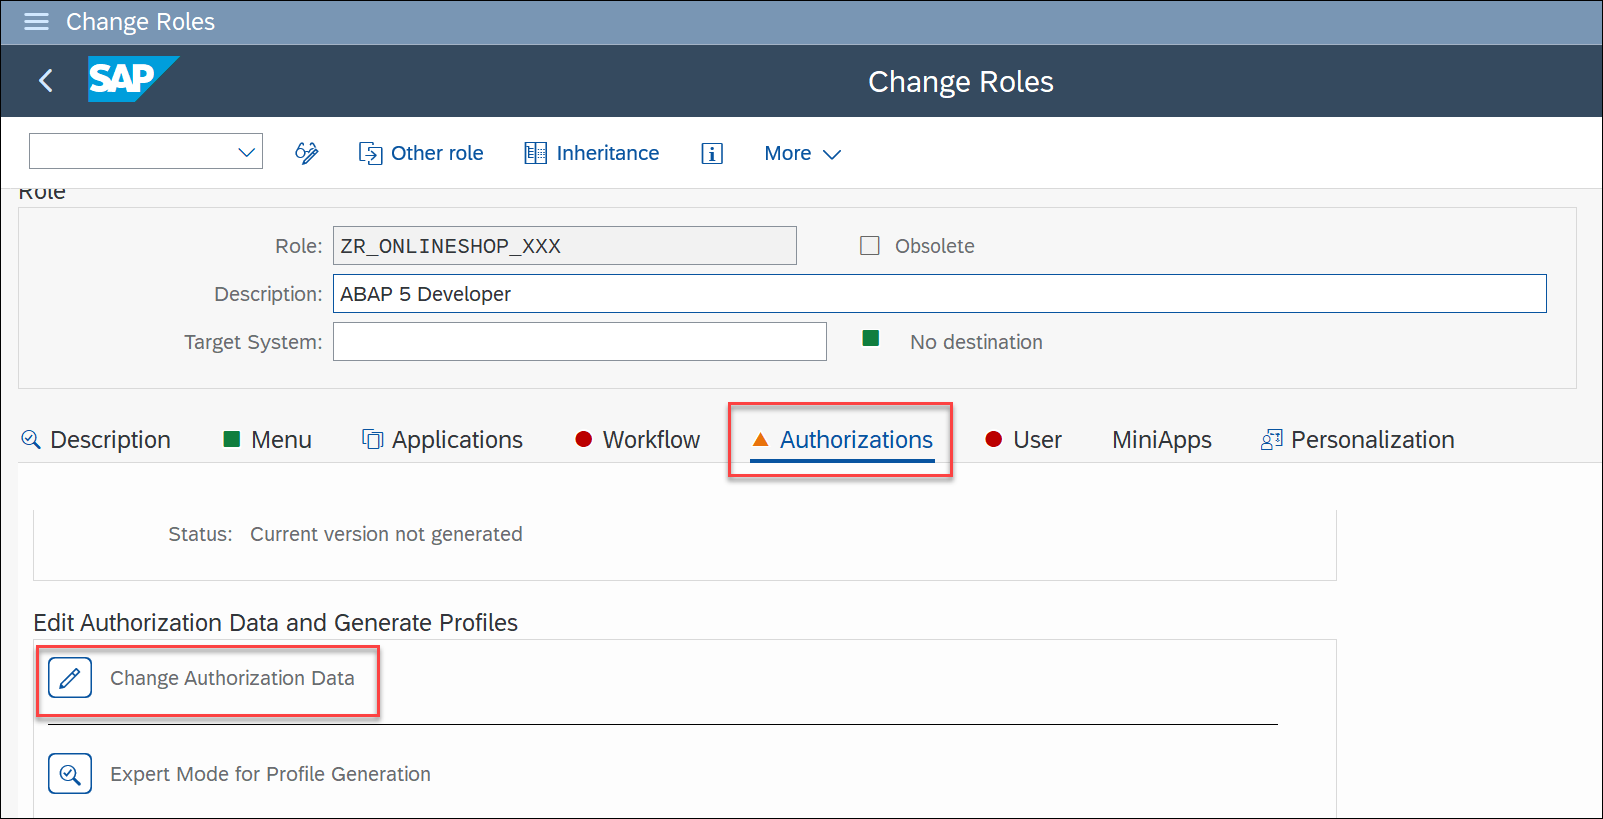 Change Roles
SAP Change Roles
Other role Inheritance More
Role
Role: ZR_ONLINESHOP_XXX Obsolete
Description: ABAP 5 Developer
Target System: No destination
Description Menu Applications Workflow Authorizations User MiniApps Personalization
Status: Current version not generated
Edit Authorization Data and Generate Profiles
Change Authorization Data
Expert Mode for Profile Generation